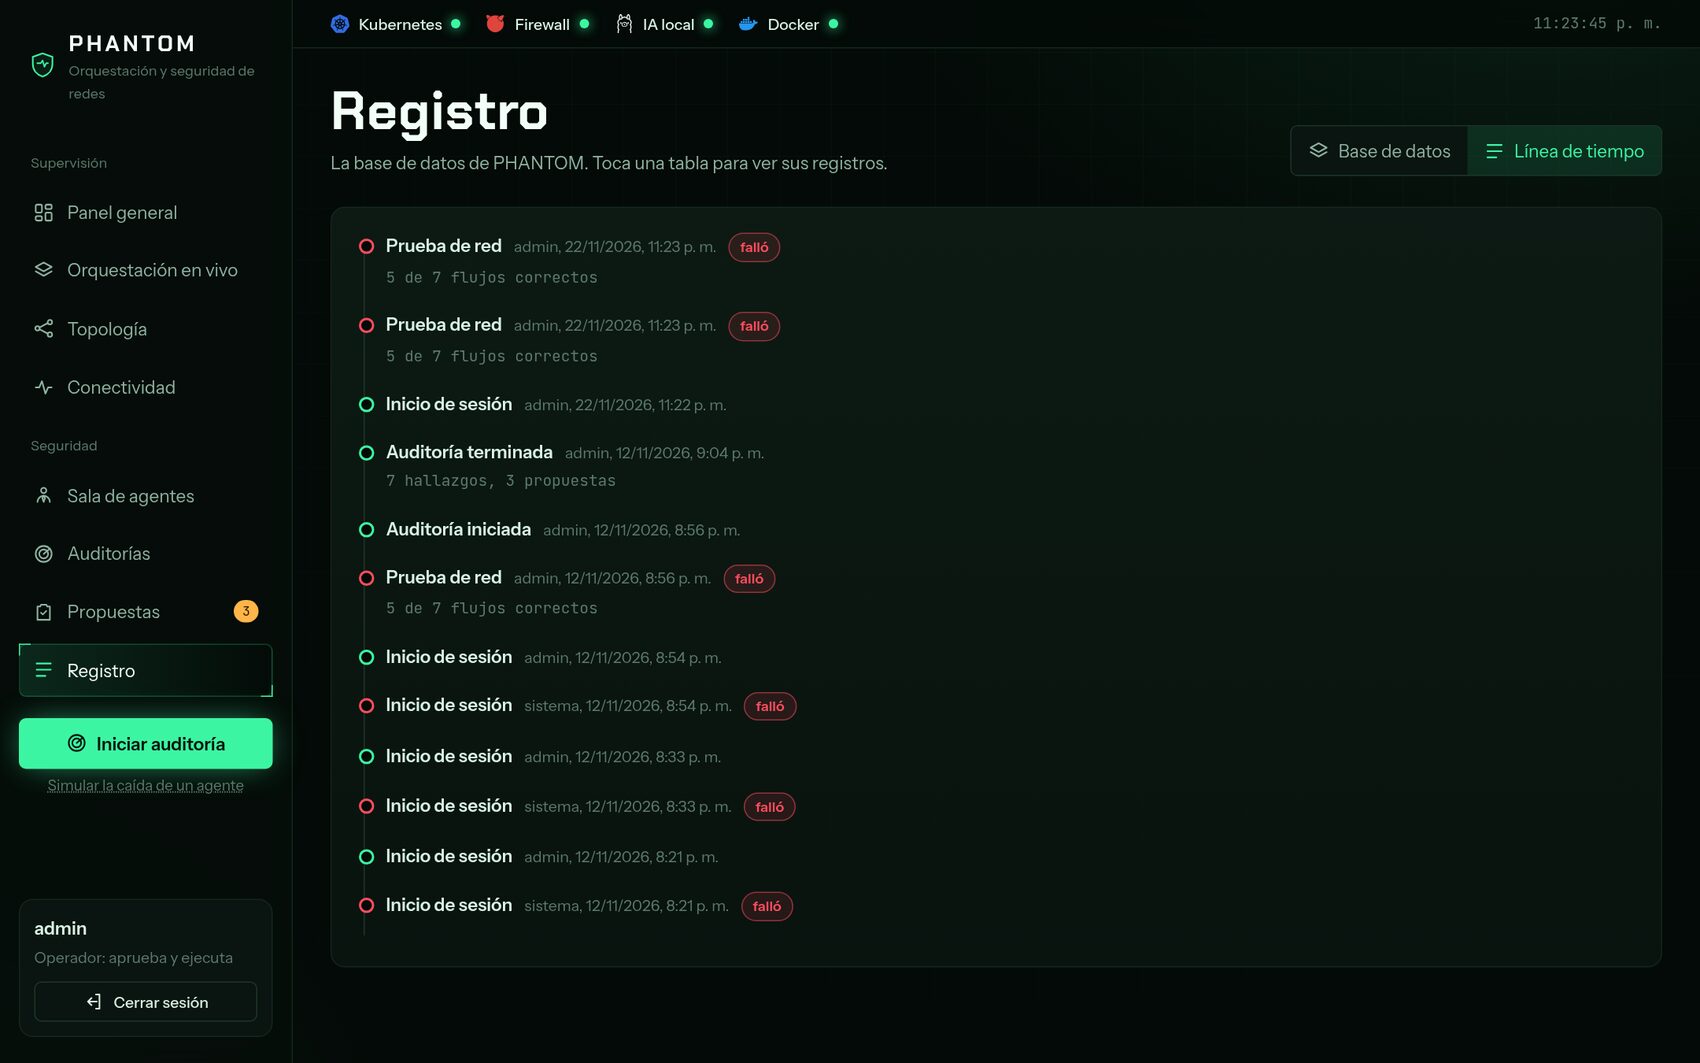 PHANTOM
Orquestación y seguridad de
redes
Supervisión
Panel general
Orquestación en vivo
Topología
Conectividad
Seguridad
Sala de agentes
Auditorías
Propuestas 3
Registro
Iniciar auditoría
Simular la caída de un agente
admin
Operador: aprueba y ejecuta
Cerrar sesión
Kubernetes Firewall IA local Docker 11:23:45 p. m.
Registro
La base de datos de PHANTOM. Toca una tabla para ver sus registros.
Base de datos Línea de tiempo
Prueba de red admin, 22/11/2026, 11:23 p. m. falló
5 de 7 flujos correctos
Prueba de red admin, 22/11/2026, 11:23 p. m. falló
5 de 7 flujos correctos
Inicio de sesión admin, 22/11/2026, 11:22 p. m.
Auditoría terminada admin, 12/11/2026, 9:04 p. m.
7 hallazgos, 3 propuestas
Auditoría iniciada admin, 12/11/2026, 8:56 p. m.
Prueba de red admin, 12/11/2026, 8:56 p. m. falló
5 de 7 flujos correctos
Inicio de sesión admin, 12/11/2026, 8:54 p. m.
Inicio de sesión sistema, 12/11/2026, 8:54 p. m. falló
Inicio de sesión admin, 12/11/2026, 8:33 p. m.
Inicio de sesión sistema, 12/11/2026, 8:33 p. m. falló
Inicio de sesión admin, 12/11/2026, 8:21 p. m.
Inicio de sesión sistema, 12/11/2026, 8:21 p. m. falló